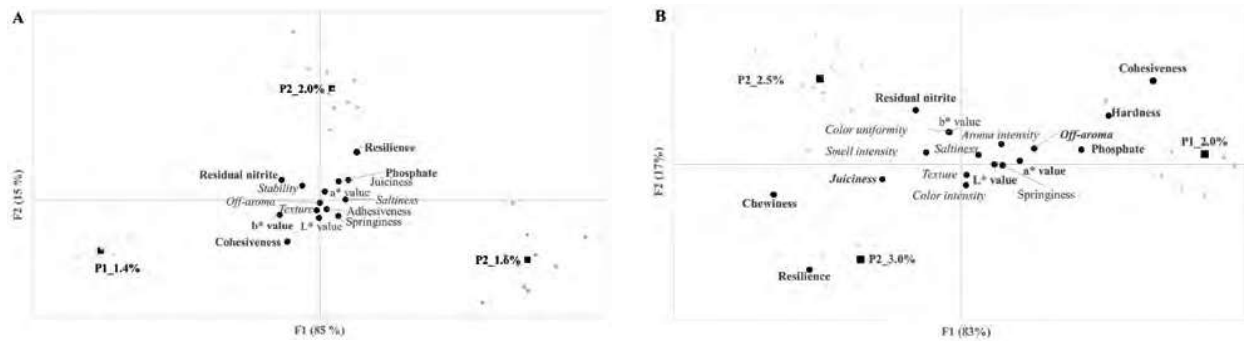 A
P2_2.0%
Resilience
Residual nitrite
Phosphate
Stability
Juiciness
a* value
Saltiness
Off-aroma
Texture
Adhesiveness
b* value
L* value
Springiness
Cohesiveness
P1_1.4%
P2_1.6%
F2 (15 %)
F1 (85 %)
B
P2_2.5%
Cohesiveness
Residual nitrite
Hardness
b* value
Color uniformity
Aroma intensity
Off-aroma
Smell intensity
Saltiness
Phosphate
P1_2.0%
a* value
Juiciness
Texture
L* value
Springiness
Color intensity
Chewiness
P2_3.0%
Resilience
F2 (17%)
F1 (83%)